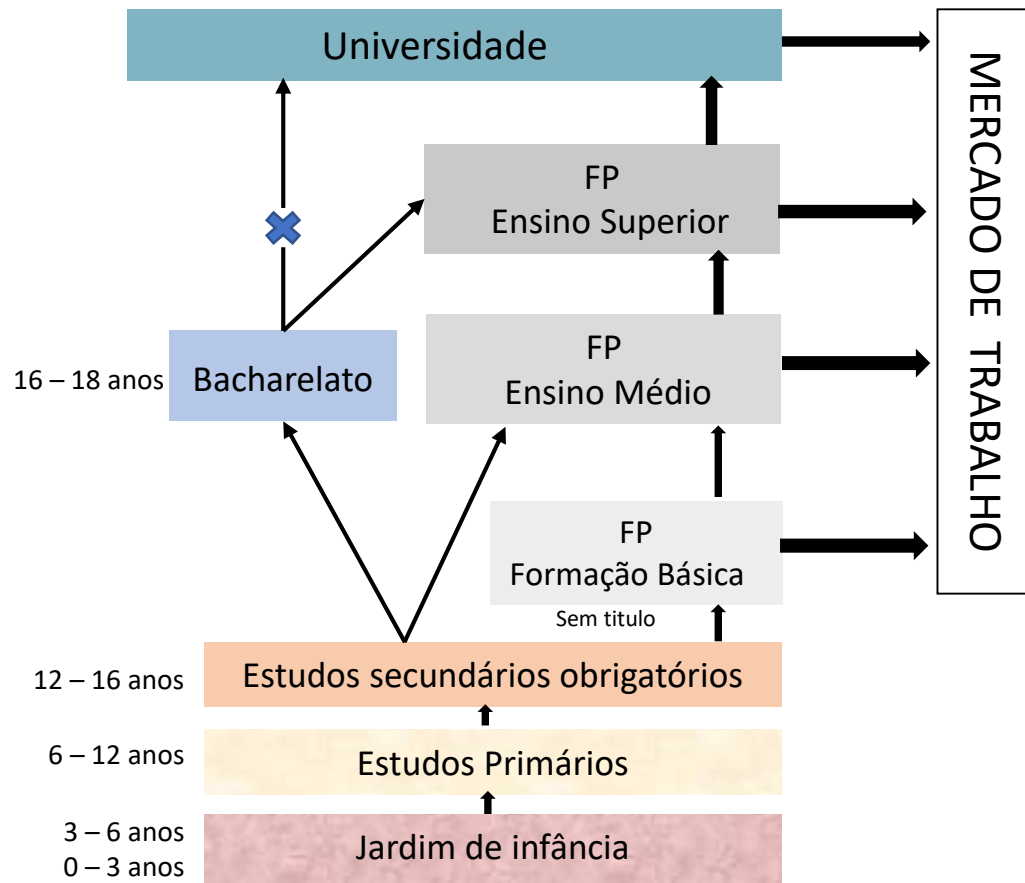 Universidade
MERCADO DE TRABALHO
FP
Ensino Superior
16 – 18 anos
Bacharelato
FP
Ensino Médio
FP
Formação Básica
Sem titulo
12 – 16 anos
Estudos secundários obrigatórios
6 – 12 anos
Estudos Primários
3 – 6 anos
0 – 3 anos
Jardim de infância